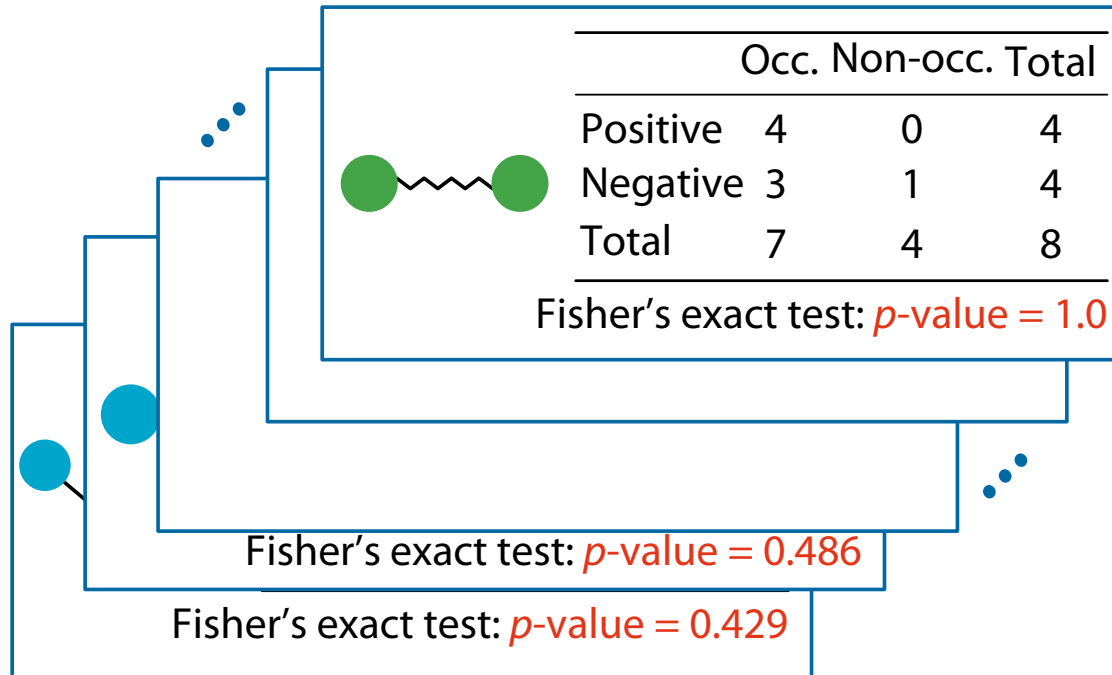 Occ. Non-occ. Total
Positive 4 0 4
Negative 3 1 4
Total 7 4 8
Fisher’s exact test: p-value = 1.0
Fisher’s exact test: p-value = 0.486
Fisher’s exact test: p-value = 0.429